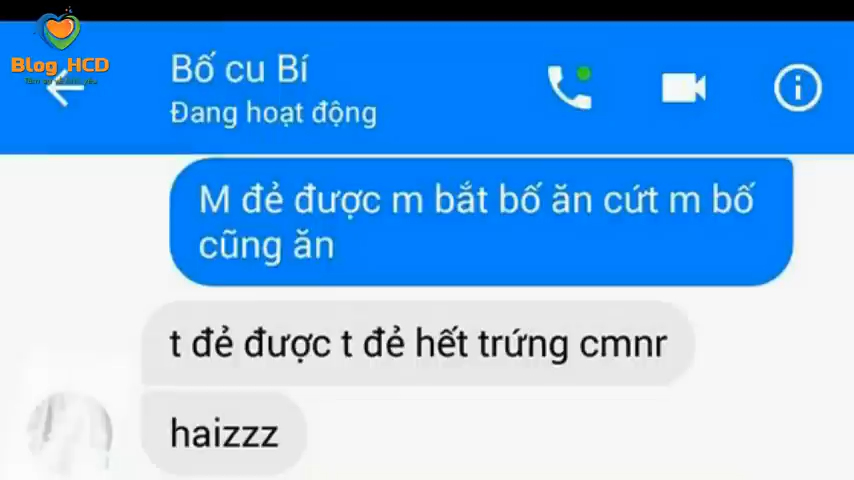 Blog HCD
Bố cu Bí
Đang hoạt động
M đẻ được m bắt bố ăn cứt m bố
cũng ăn
t đẻ được t đẻ hết trứng cmnr
haizzz